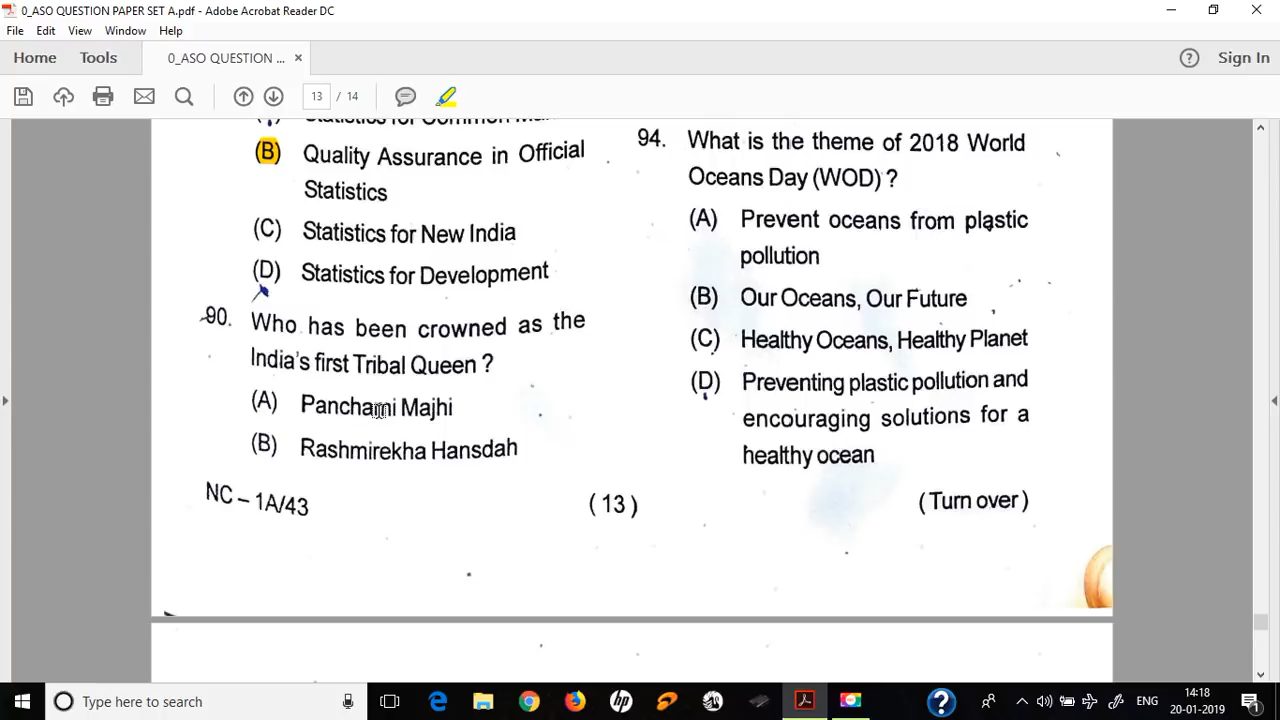 0_ASO QUESTION PAPER SET A.pdf - Adobe Acrobat Reader DC
File Edit View Window Help
Home Tools 0_ASO QUESTION ... × Sign In
13 / 14
Statistics for Common
(B) Quality Assurance in Official
Statistics
(C) Statistics for New India
(D) Statistics for Development
90. Who has been crowned as the
India's first Tribal Queen ?
(A) Panchami Majhi
(B) Rashmirekha Hansdah
NC – 1A/43
( 13 )
94. What is the theme of 2018 World
Oceans Day (WOD) ?
(A) Prevent oceans from plastic
pollution
(B) Our Oceans, Our Future
(C) Healthy Oceans, Healthy Planet
(D) Preventing plastic pollution and
encouraging solutions for a
healthy ocean
( Turn over )
Type here to search
hp
ENG
14:18
20-01-2019